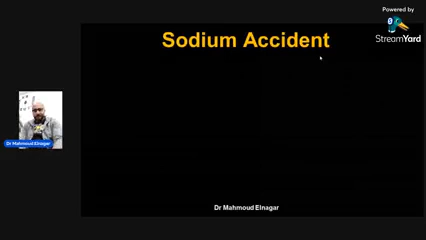 Powered by
StreamYard
Sodium Accident
Dr Mahmoud Elnagar
Dr Mahmoud Elnagar